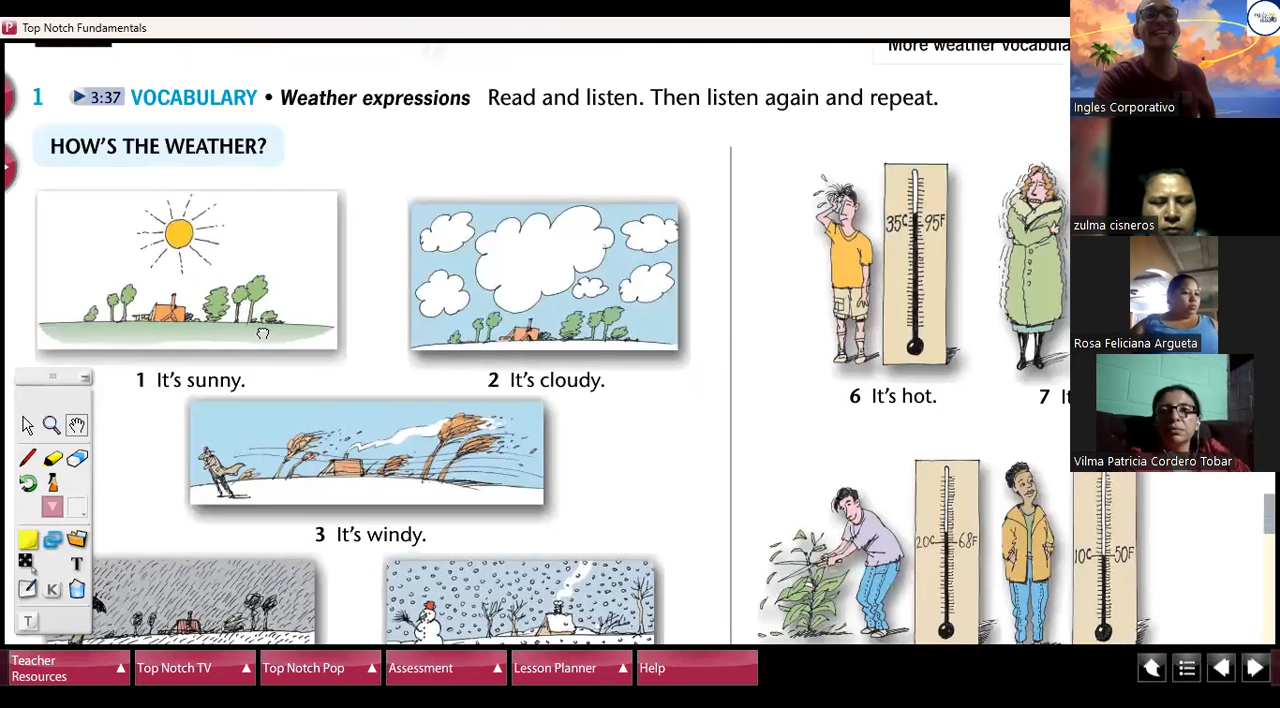 Top Notch Fundamentals
More weather vocabula
1 3:37 VOCABULARY • Weather expressions Read and listen. Then listen again and repeat.
HOW'S THE WEATHER?
1 It's sunny.
2 It's cloudy.
3 It's windy.
35C 95F
6 It's hot.
7 It
20C 68F
10C 50F
T
K
T
Teacher Resources
Top Notch TV
Top Notch Pop
Assessment
Lesson Planner
Help
Ingles Corporativo
zulma cisneros
Rosa Feliciana Argueta
Vilma Patricia Cordero Tobar